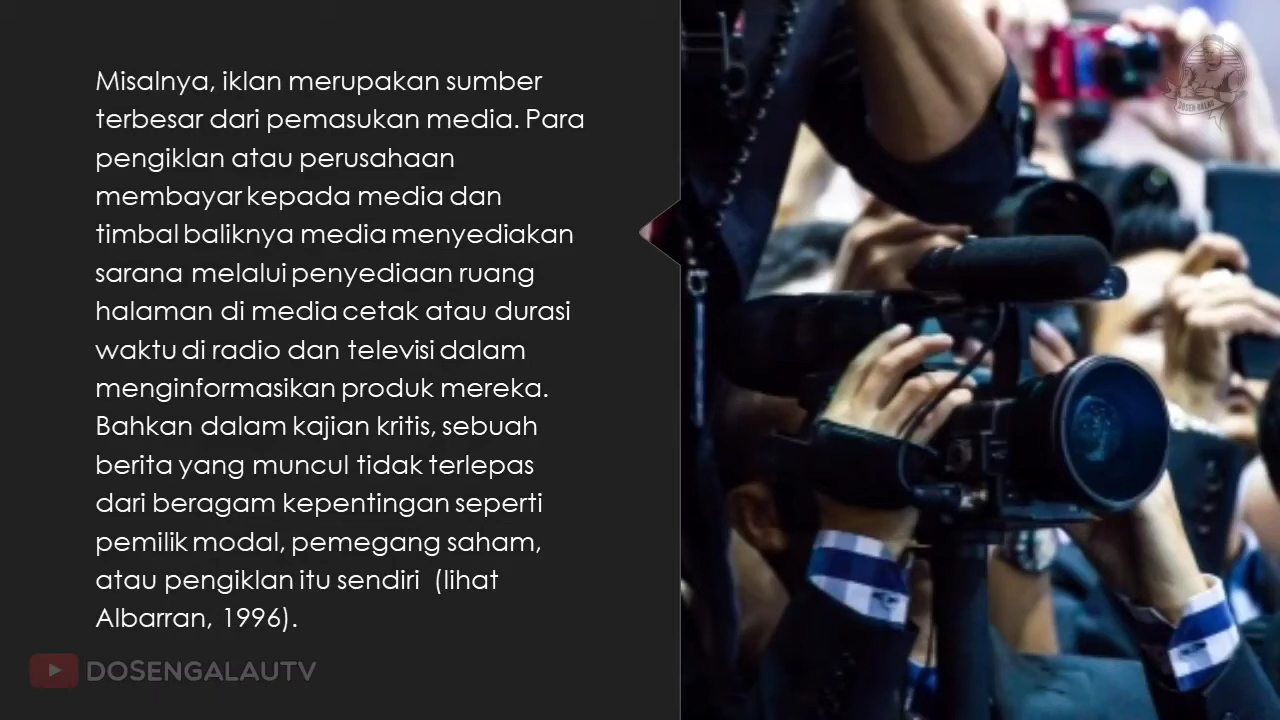 Misalnya, iklan merupakan sumber
terbesar dari pemasukan media. Para
pengiklan atau perusahaan
membayar kepada media dan
timbal baliknya media menyediakan
sarana melalui penyediaan ruang
halaman di media cetak atau durasi
waktu di radio dan televisi dalam
menginformasikan produk mereka.
Bahkan dalam kajian kritis, sebuah
berita yang muncul tidak terlepas
dari beragam kepentingan seperti
pemilik modal, pemegang saham,
atau pengiklan itu sendiri (lihat
Albarran, 1996).
DOSENGALAUTV
DOSEN GALAU